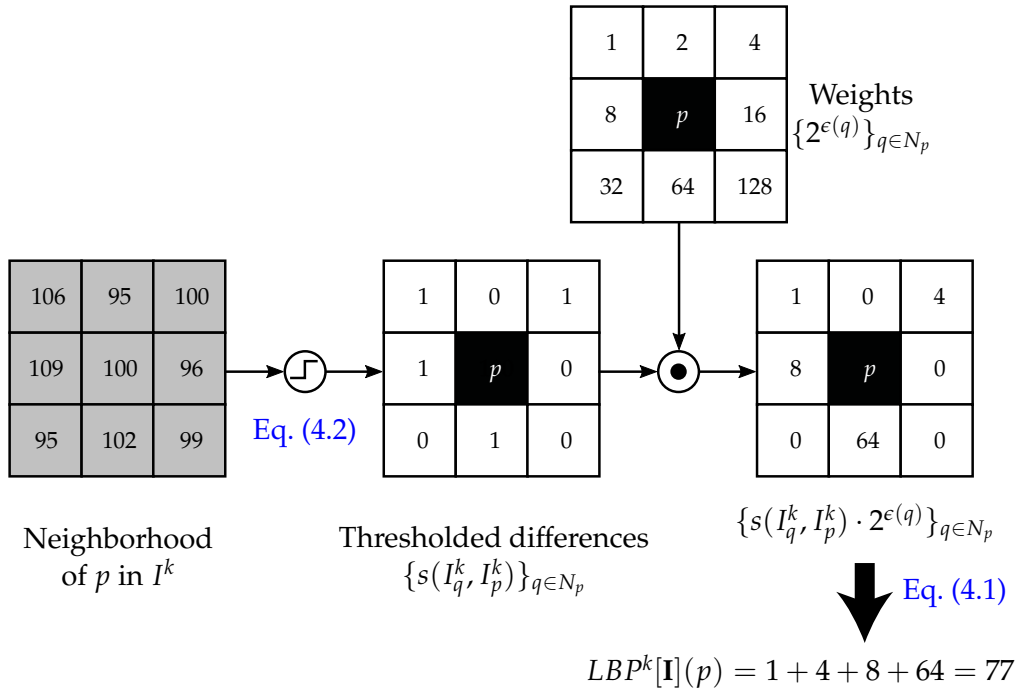 1 2 4
8 p 16
32 64 128
Weights
{2^{ϵ(q)}}_{q∈N_p}
106 95 100
109 100 96
95 102 99
Eq. (4.2)
1 0 1
1 p 0
0 1 0
1 0 4
8 p 0
0 64 0
Neighborhood
of p in I^k
Thresholded differences
{s(I_q^k, I_p^k)}_{q∈N_p}
{s(I_q^k, I_p^k) · 2^{ϵ(q)}}_{q∈N_p}
Eq. (4.1)
LBP^k[I](p) = 1 + 4 + 8 + 64 = 77